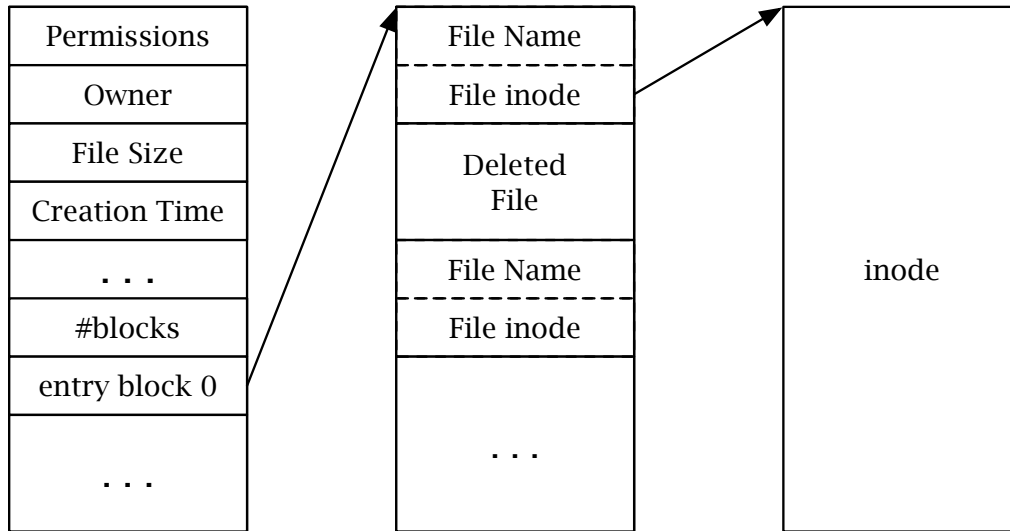 Permissions
Owner
File Size
Creation Time
. . .
#blocks
entry block 0
. . .
File Name
File inode
Deleted
File
File Name
File inode
. . .
inode